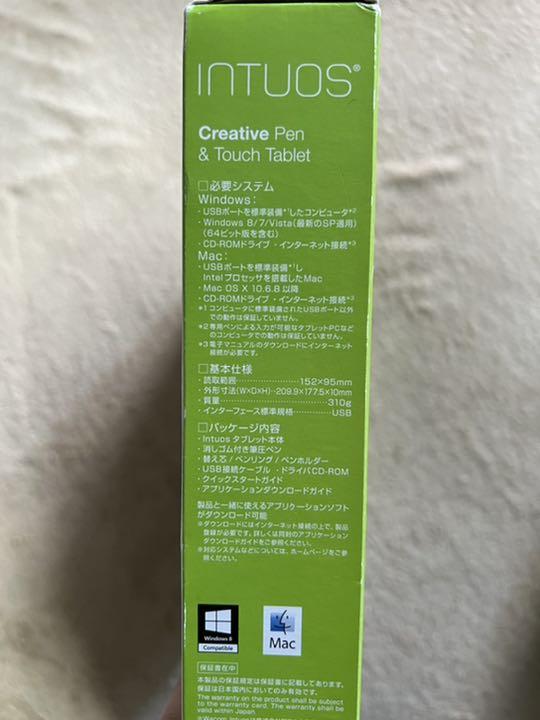 INTUOS®
Creative Pen
& Touch Tablet
□必要システム
Windows：
・USBポートを標準装備*1したコンピュータ*2
・Windows 8/7/Vista（最新のSP適用）
（64ビット版を含む）
・CD-ROMドライブ ・インターネット接続*3
Mac：
・USBポートを標準装備*1し
Intelプロセッサを搭載したMac
・Mac OS X 10.6.8 以降
・CD-ROMドライブ ・インターネット接続*3
*1 コンピュータに標準装備されたUSBポート以外
での動作は保証していません。
*2 専用ペンによる入力が可能なタブレットPCなど
のコンピュータでの動作は保証していません。
*3 電子マニュアルのダウンロードにインターネット
接続が必要です。
□基本仕様
・読取範囲⋯⋯⋯⋯⋯⋯152×95mm
・外形寸法(W×D×H)⋯209.9×177.5×10mm
・質量⋯⋯⋯⋯⋯⋯⋯⋯310g
・インターフェース標準規格⋯⋯⋯USB
□パッケージ内容
・Intuos タブレット本体
・消しゴム付き筆圧ペン
・替え芯 / ペンリング / ペンホルダー
・USB接続ケーブル ・ドライバCD-ROM
・クイックスタートガイド
・アプリケーションダウンロードガイド
製品と一緒に使えるアプリケーションソフト
がダウンロード可能
※ダウンロードにはインターネット接続の上で、製品
登録が必要です。詳しくは同封のアプリケーション
ダウンロードガイドをご参照ください。
※対応システムなどについては、ホームページをご参
照ください。
Windows 8
Compatible
Mac
保証書在中
本製品の保証規定は保証書に記載してあります。
保証は日本国内においてのみ有効です。
The warranty on the product shall be subject
to the warranty card. The warranty shall be
valid within Japan.